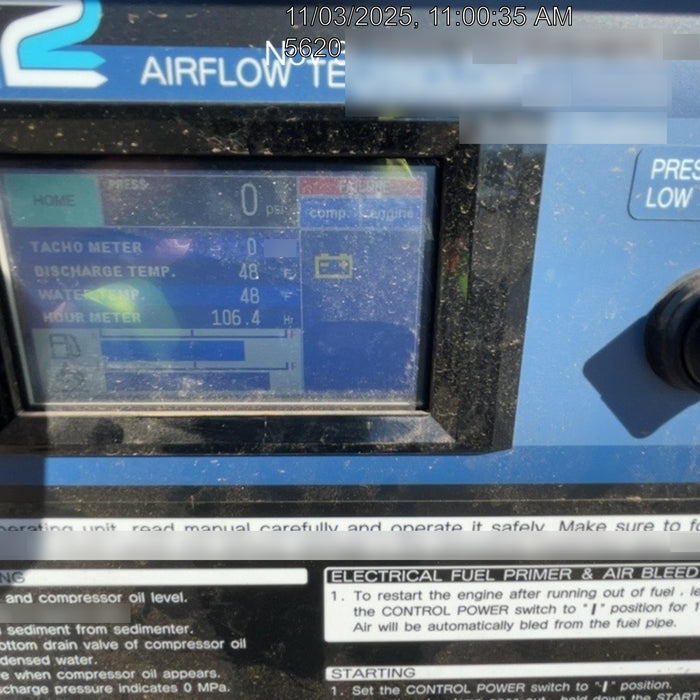 11/03/2025, 11:00:35 AM
5620
2
AIRFLOW TE
PRES
LOW
HOME
PRESS
0 psi
FAILURE
comp. engine
TACHO METER 0
DISCHARGE TEMP. 48 F
WATER TEMP. 48 F
HOUR METER 106.4 Hr
F
F
perating unit, read manual carefully and operate it safely. Make sure to fo
NG
and compressor oil level.
sediment from sedimenter.
ottom drain valve of compressor oil
densed water.
e when compressor oil appears.
scharge pressure indicates 0 MPa.
ELECTRICAL FUEL PRIMER & AIR BLEED
1. To restart the engine after running out of fuel , le
the CONTROL POWER switch to "I" position for 1
Air will be automatically bled from the fuel pipe.
STARTING
1. Set the CONTROL POWER switch to "I" position.